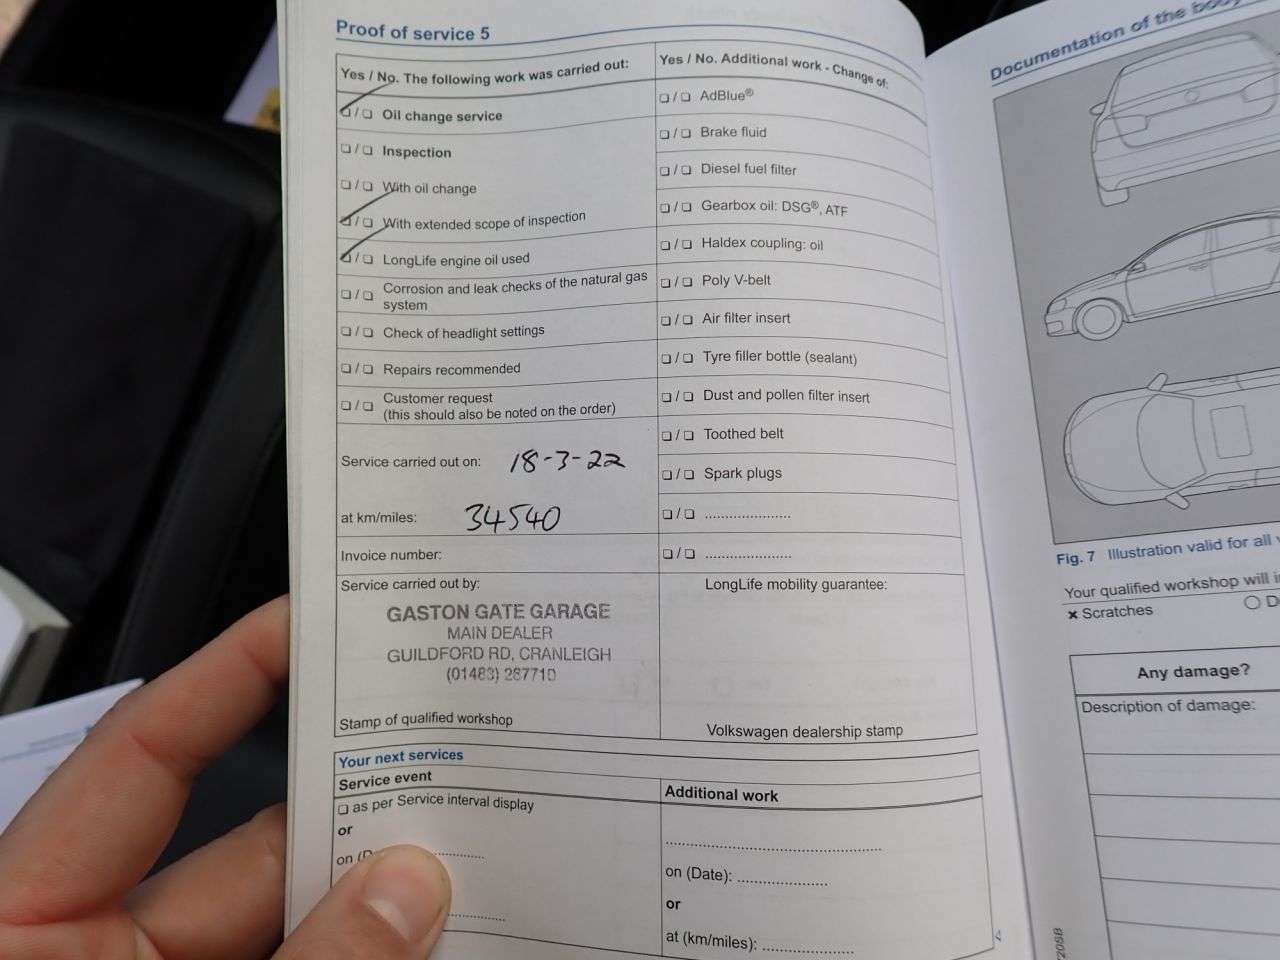 Proof of service 5
Yes / No. The following work was carried out:
❑ / ❑ Oil change service
❑ / ❑ Inspection
❑ / ❑ With oil change
❑ / ❑ With extended scope of inspection
❑ / ❑ LongLife engine oil used
❑ / ❑ Corrosion and leak checks of the natural gas
system
❑ / ❑ Check of headlight settings
❑ / ❑ Repairs recommended
❑ / ❑ Customer request
(this should also be noted on the order)
Service carried out on: 18-3-22
at km/miles: 34540
Invoice number:
Service carried out by:
GASTON GATE GARAGE
MAIN DEALER
GUILDFORD RD, CRANLEIGH
(01483) 287710
Stamp of qualified workshop
Yes / No. Additional work - Change of:
❑ / ❑ AdBlue®
❑ / ❑ Brake fluid
❑ / ❑ Diesel fuel filter
❑ / ❑ Gearbox oil: DSG®, ATF
❑ / ❑ Haldex coupling: oil
❑ / ❑ Poly V-belt
❑ / ❑ Air filter insert
❑ / ❑ Tyre filler bottle (sealant)
❑ / ❑ Dust and pollen filter insert
❑ / ❑ Toothed belt
❑ / ❑ Spark plugs
❑ / ❑ .....................
❑ / ❑ .....................
LongLife mobility guarantee:
Volkswagen dealership stamp
Your next services
Service event
❑ as per Service interval display
or
on
Additional work
.....................................................
on (Date): ......................
or
at (km/miles): ......................
Documentation of the body
Fig. 7 Illustration valid for all
Your qualified workshop will
× Scratches
Any damage?
Description of damage: